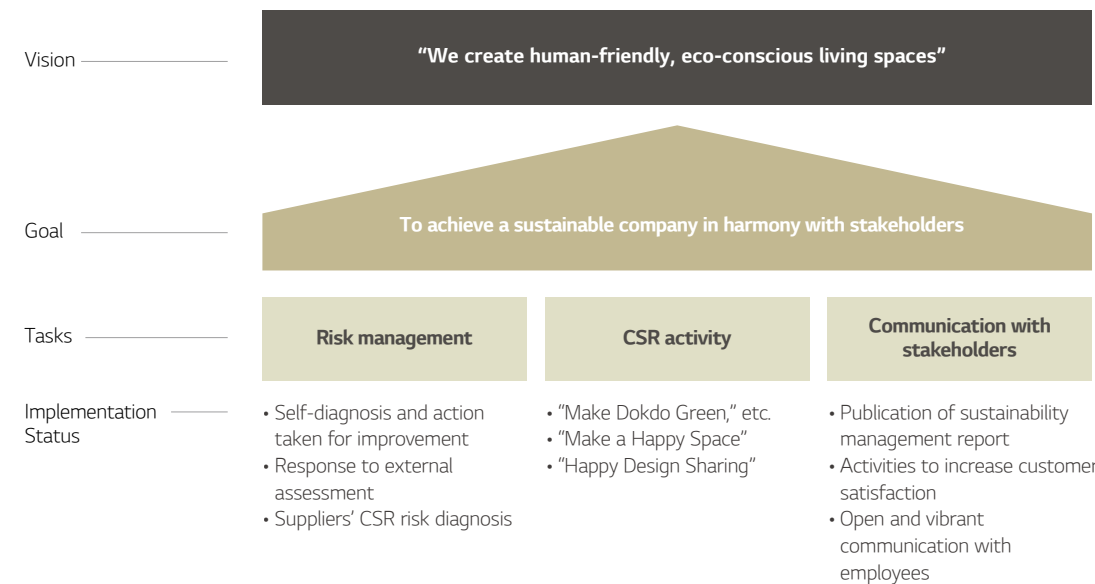 Vision
“We create human-friendly, eco-conscious living spaces”
Goal
To achieve a sustainable company in harmony with stakeholders
Tasks
Risk management
CSR activity
Communication with
stakeholders
Implementation
Status
• Self-diagnosis and action
taken for improvement
• Response to external
assessment
• Suppliers’ CSR risk diagnosis
• “Make Dokdo Green,” etc.
• “Make a Happy Space”
• “Happy Design Sharing”
• Publication of sustainability
management report
• Activities to increase customer
satisfaction
• Open and vibrant
communication with
employees